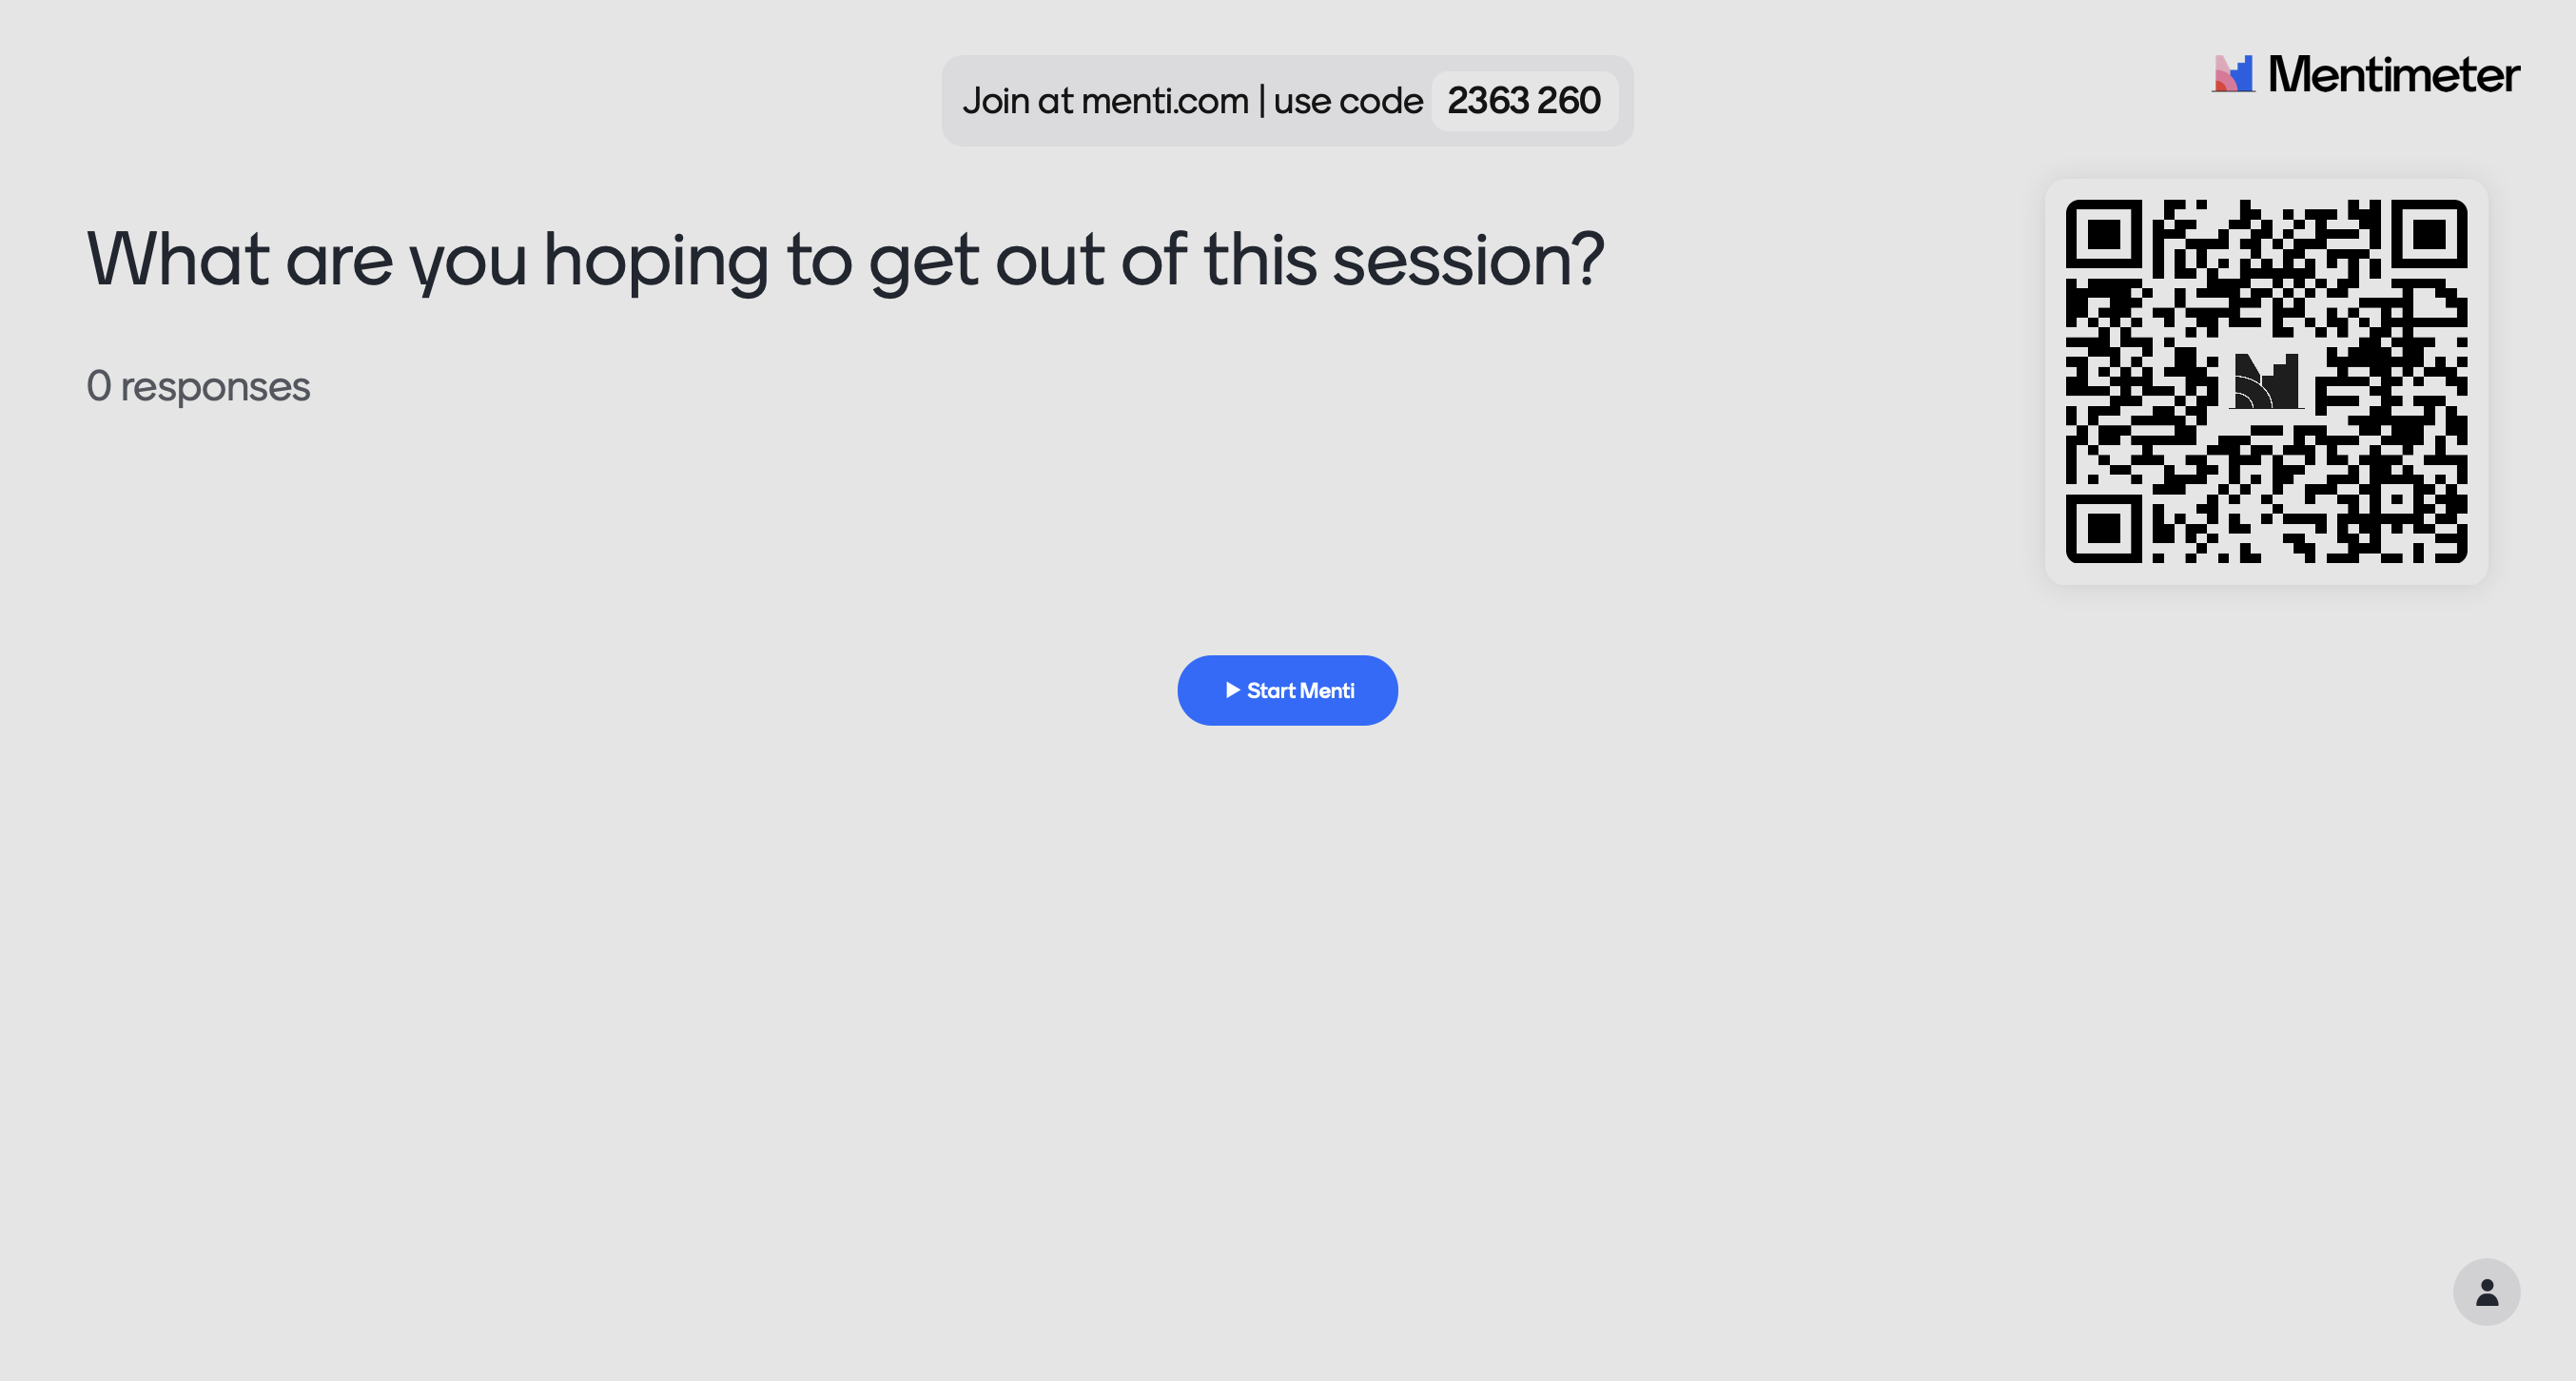 Join at menti.com | use code 2363 260
Mentimeter
What are you hoping to get out of this session?
0 responses
Start Menti